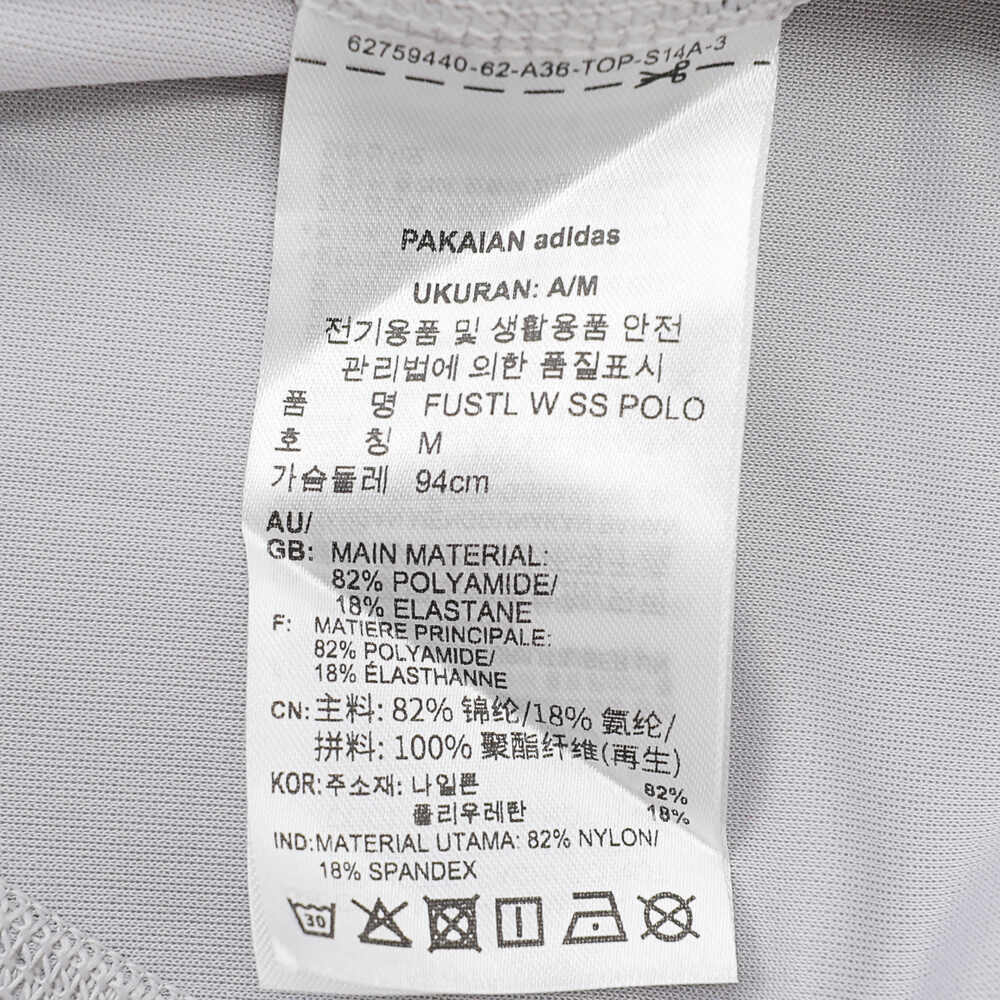 62759440-62-A36-TOP-S14A-3
PAKAIAN adidas
UKURAN: A/M
전기용품 및 생활용품 안전
관리법에 의한 품질표시
품 명 FUSTL W SS POLO
호 칭 M
가슴둘레 94cm
AU/
GB: MAIN MATERIAL:
82% POLYAMIDE/
18% ELASTANE
F: MATIÈRE PRINCIPALE:
82% POLYAMIDE/
18% ÉLASTHANNE
CN: 主料: 82% 锦纶/18% 氨纶/
拼料: 100% 聚酯纤维(再生)
KOR: 주소재: 나일론 82%
폴리우레탄 18%
IND: MATERIAL UTAMA: 82% NYLON/
18% SPANDEX
30